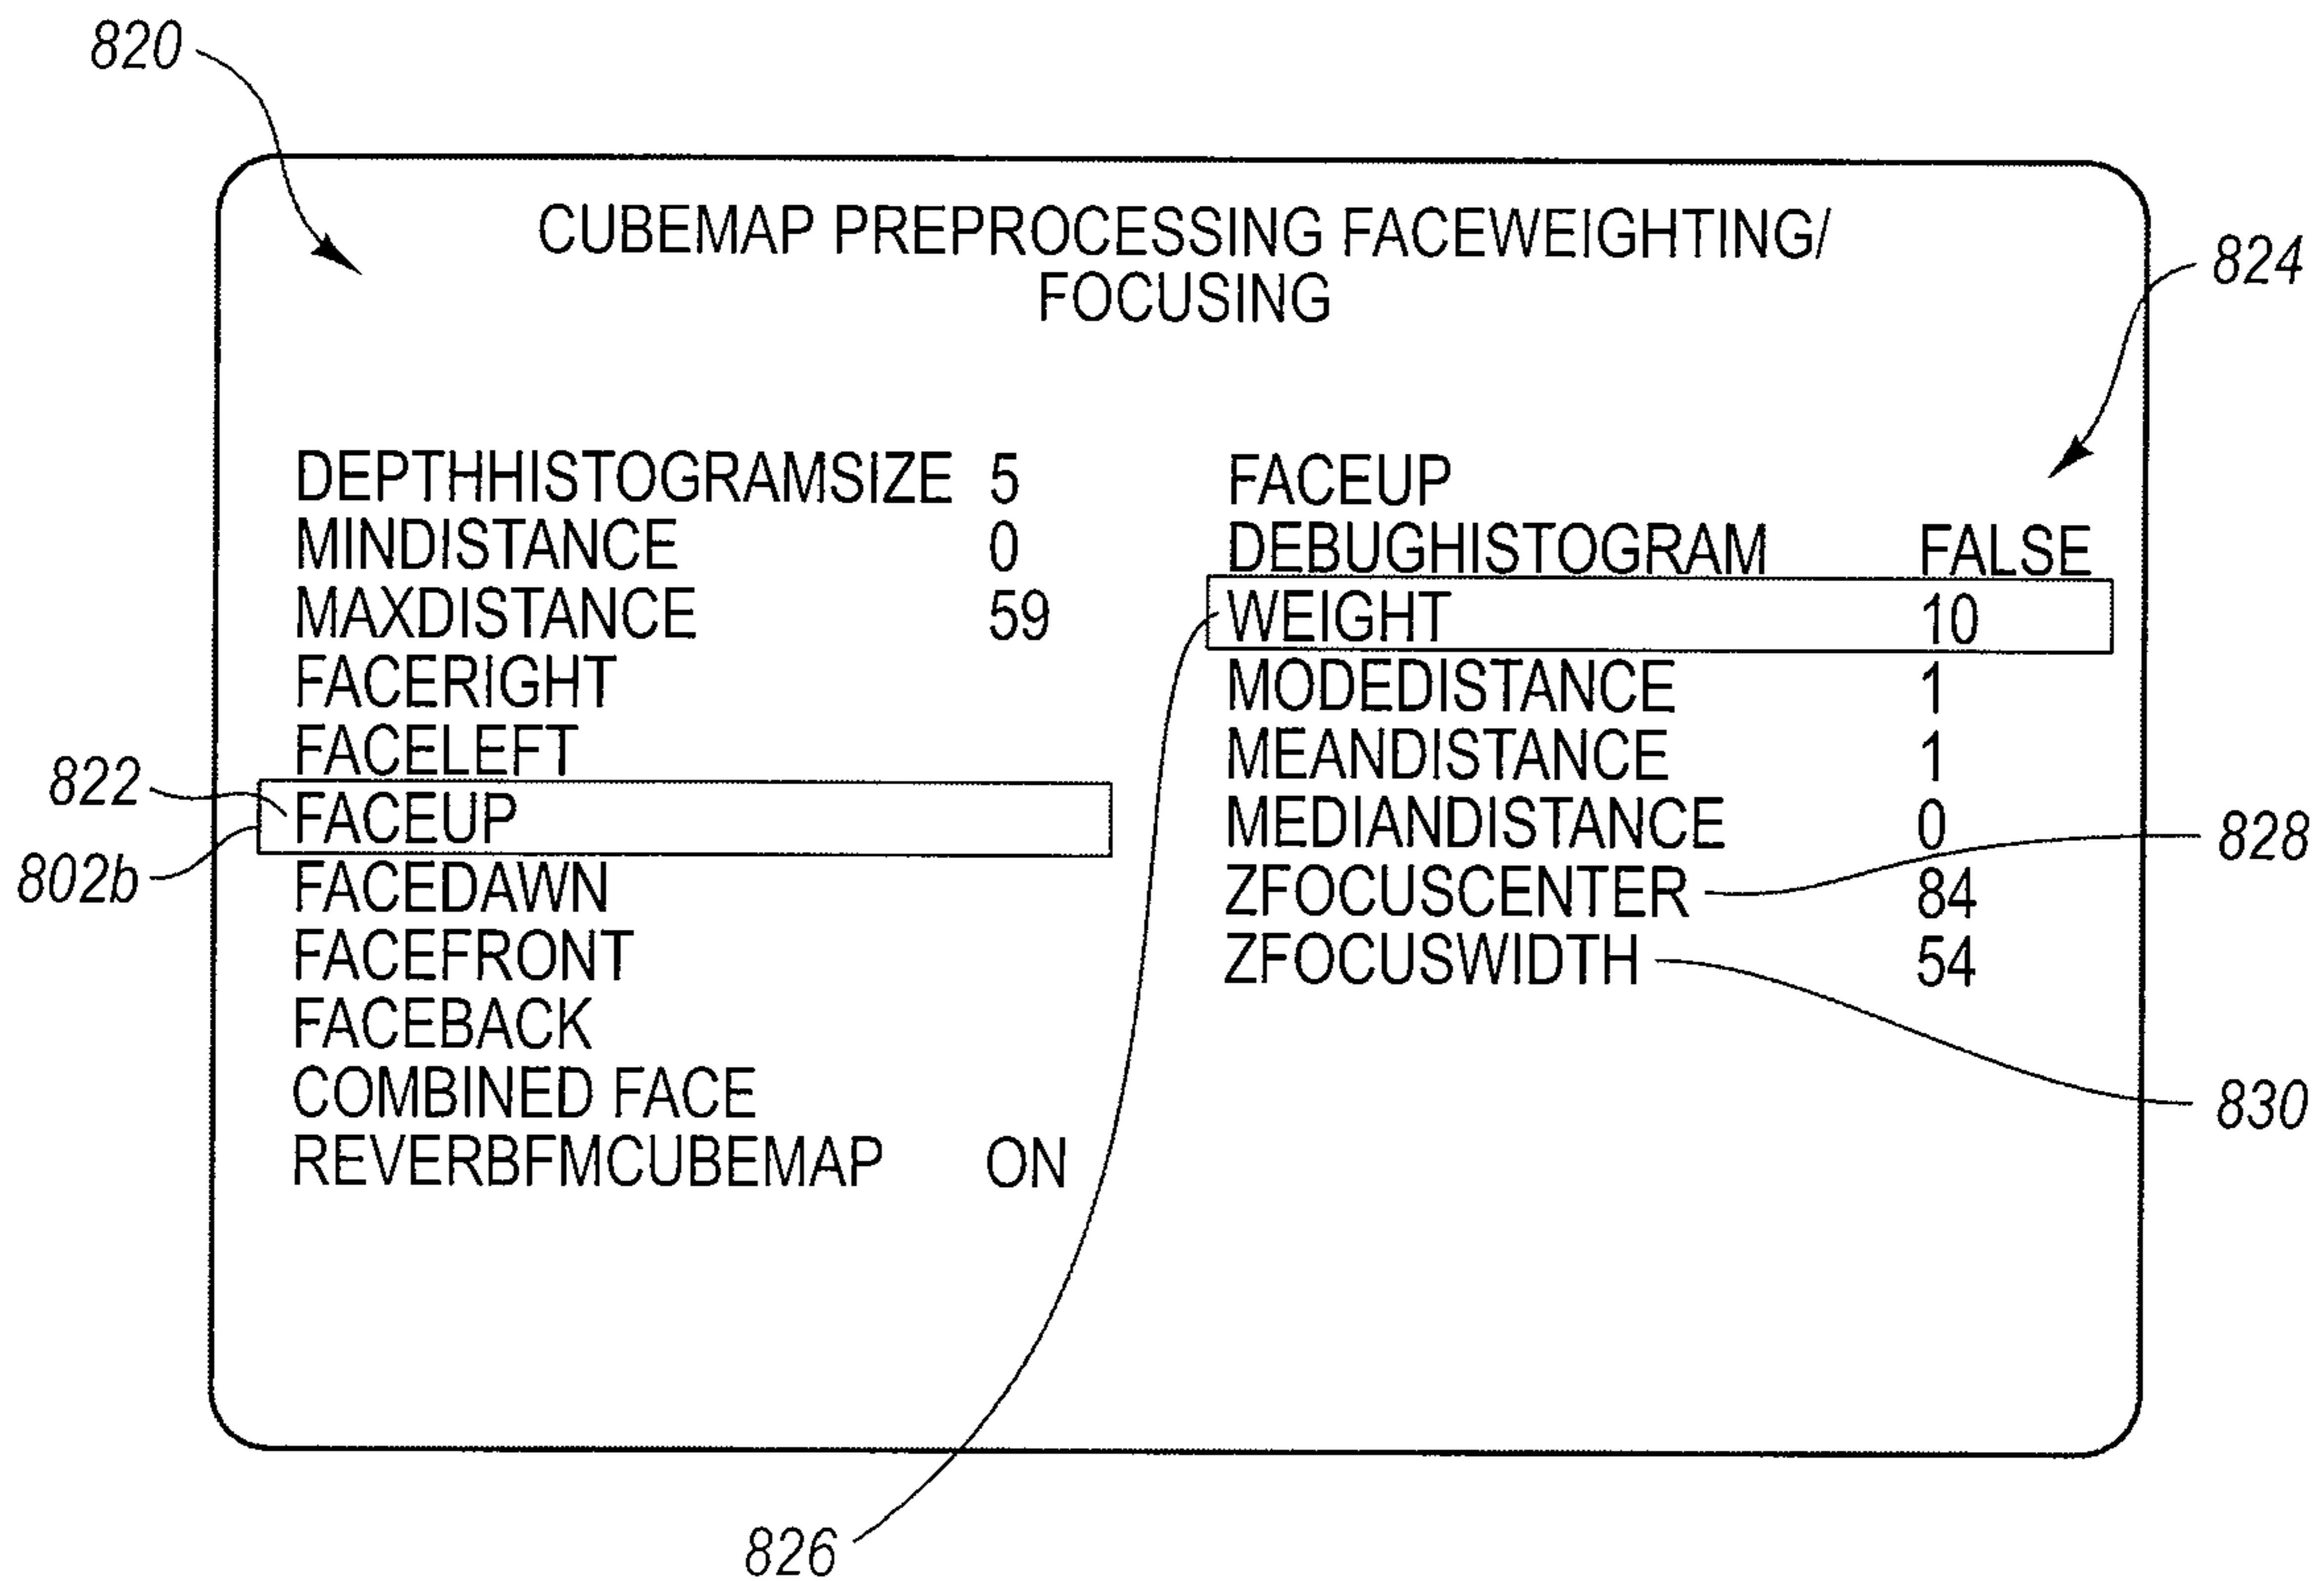 820
CUBEMAP PREPROCESSING FACEWEIGHTING/
FOCUSING
824
DEPTHHISTOGRAMSIZE 5
MINDISTANCE 0
MAXDISTANCE 59
FACERIGHT
FACELEFT
822
FACEUP
802b
FACEDAWN
FACEFRONT
FACEBACK
COMBINED FACE
REVERBFMCUBEMAP ON
FACEUP
DEBUGHISTOGRAM FALSE
WEIGHT 10
MODEDISTANCE 1
MEANDISTANCE 1
MEDIANDISTANCE 0
828
ZFOCUSCENTER 84
ZFOCUSWIDTH 54
830
826